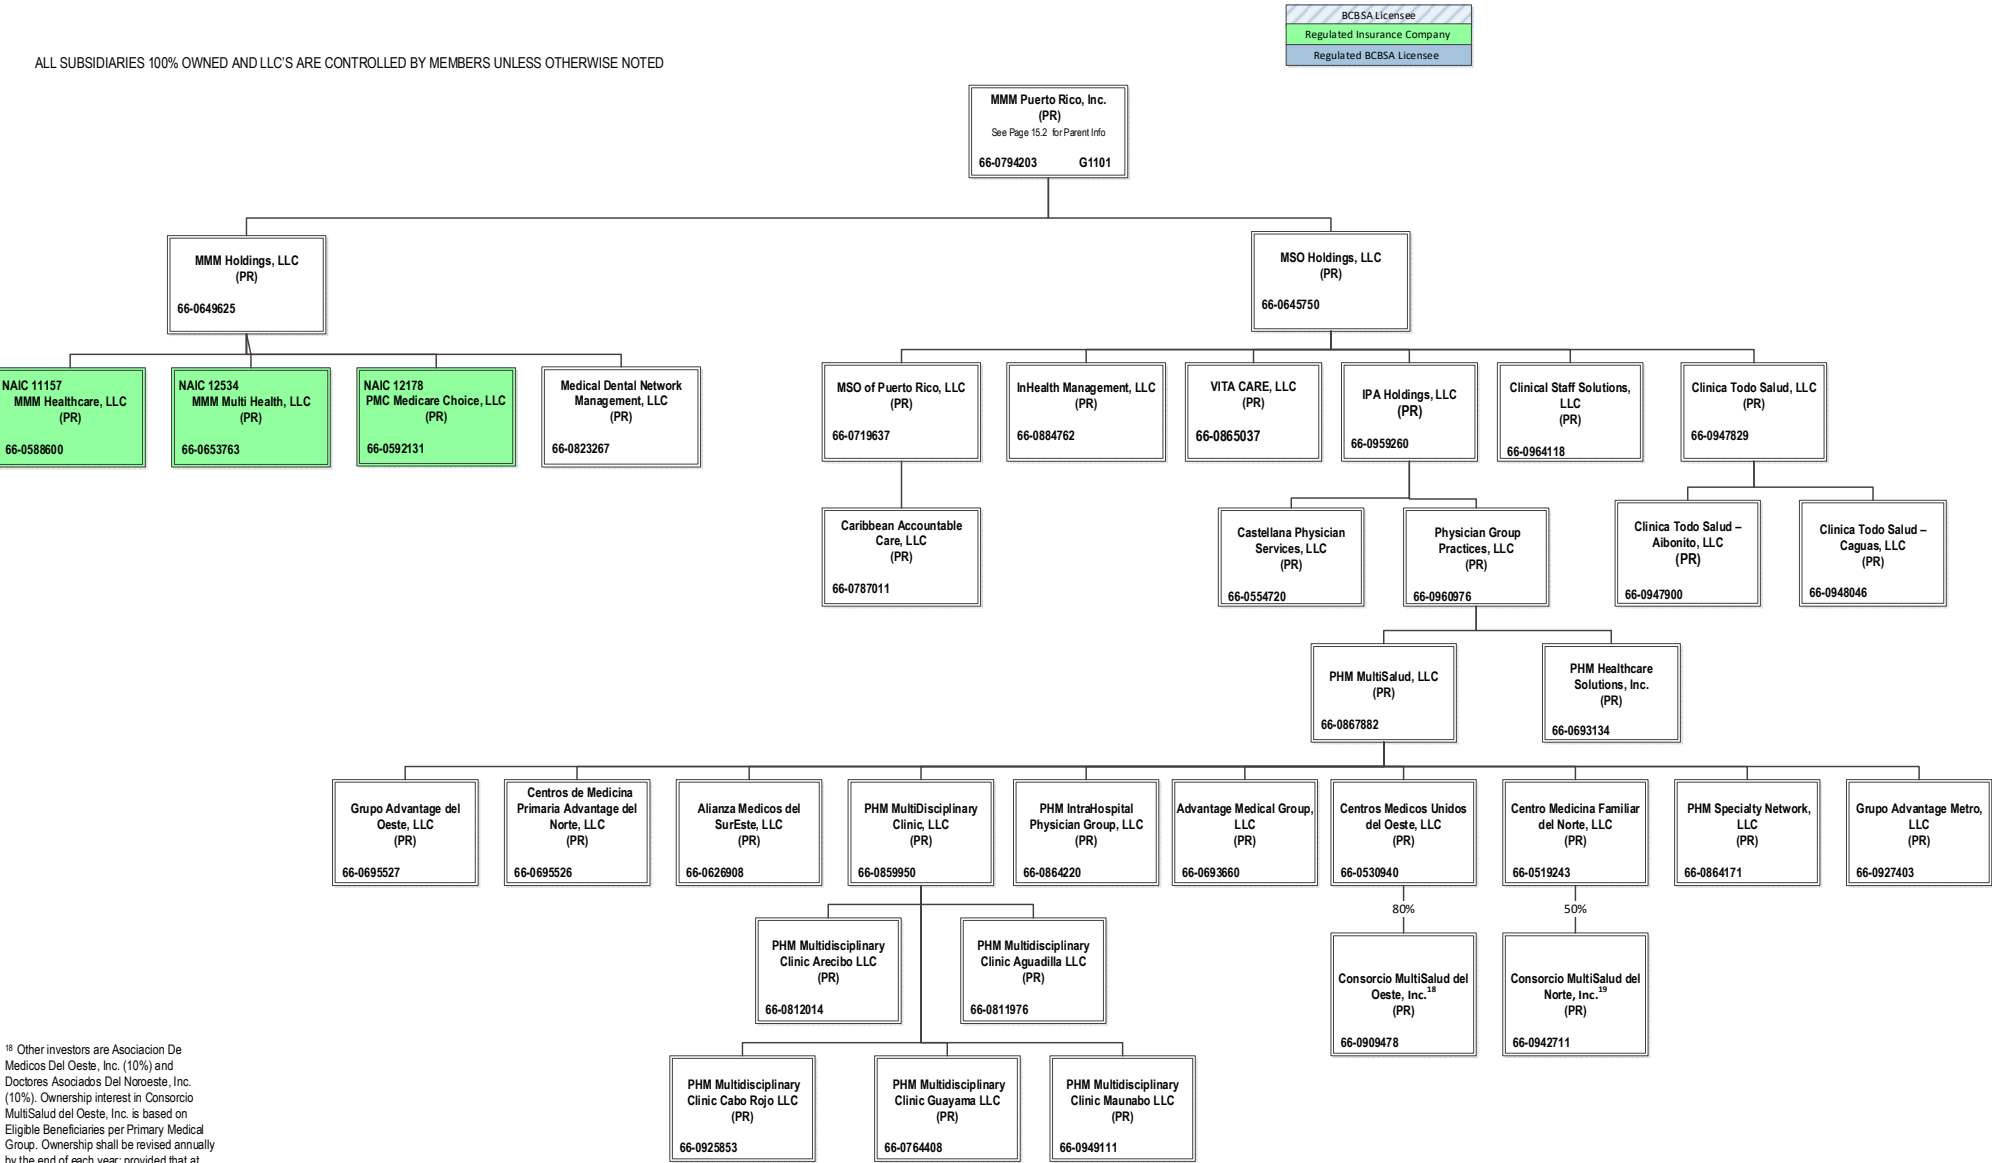 BCBSA Licensee
Regulated Insurance Company
Regulated BCBSA Licensee
ALL SUBSIDIARIES 100% OWNED AND LLC'S ARE CONTROLLED BY MEMBERS UNLESS OTHERWISE NOTED
MMM Puerto Rico, Inc.
(PR)
See Page 15.2 for Parent Info
66-0794203 G1101
MMM Holdings, LLC
(PR)
66-0649625
MSO Holdings, LLC
(PR)
66-0645750
NAIC 11157
MMM Healthcare, LLC
(PR)
66-0588600
NAIC 12534
MMM Multi Health, LLC
(PR)
66-0653763
NAIC 12178
PMC Medicare Choice, LLC
(PR)
66-0592131
Medical Dental Network
Management, LLC
(PR)
66-0823267
MSO of Puerto Rico, LLC
(PR)
66-0719637
InHealth Management, LLC
(PR)
66-0884762
VITA CARE, LLC
(PR)
66-0865037
IPA Holdings, LLC
(PR)
66-0959260
Clinical Staff Solutions,
LLC
(PR)
66-0964118
Clinica Todo Salud, LLC
(PR)
66-0947829
Caribbean Accountable
Care, LLC
(PR)
66-0787011
Castellana Physician
Services, LLC
(PR)
66-0554720
Physician Group
Practices, LLC
(PR)
66-0960976
Clinica Todo Salud –
Aibonito, LLC
(PR)
66-0947900
Clinica Todo Salud –
Caguas, LLC
(PR)
66-0948046
PHM MultiSalud, LLC
(PR)
66-0867882
PHM Healthcare
Solutions, Inc.
(PR)
66-0693134
Grupo Advantage del
Oeste, LLC
(PR)
66-0695527
Centros de Medicina
Primaria Advantage del
Norte, LLC
(PR)
66-0695526
Alianza Medicos del
SurEste, LLC
(PR)
66-0626908
PHM MultiDisciplinary
Clinic, LLC
(PR)
66-0859950
PHM IntraHospital
Physician Group, LLC
(PR)
66-0864220
Advantage Medical Group,
LLC
(PR)
66-0693660
Centros Medicos Unidos
del Oeste, LLC
(PR)
66-0530940
Centro Medicina Familiar
del Norte, LLC
(PR)
66-0519243
PHM Specialty Network,
LLC
(PR)
66-0864171
Grupo Advantage Metro,
LLC
(PR)
66-0927403
80%
50%
PHM Multidisciplinary
Clinic Arecibo LLC
(PR)
66-0812014
PHM Multidisciplinary
Clinic Aguadilla LLC
(PR)
66-0811976
Consorcio MultiSalud del
Oeste, Inc.18
(PR)
66-0909478
Consorcio MultiSalud del
Norte, Inc.19
(PR)
66-0942711
PHM Multidisciplinary
Clinic Cabo Rojo LLC
(PR)
66-0925853
PHM Multidisciplinary
Clinic Guayama LLC
(PR)
66-0764408
PHM Multidisciplinary
Clinic Maunabo LLC
(PR)
66-0949111
18 Other investors are Asociacion De
Medicos Del Oeste, Inc. (10%) and
Doctores Asociados Del Noroeste, Inc.
(10%). Ownership interest in Consorcio
MultiSalud del Oeste, Inc. is based on
Eligible Beneficiaries per Primary Medical
Group. Ownership shall be revised annually
by the end of each year; provided that at